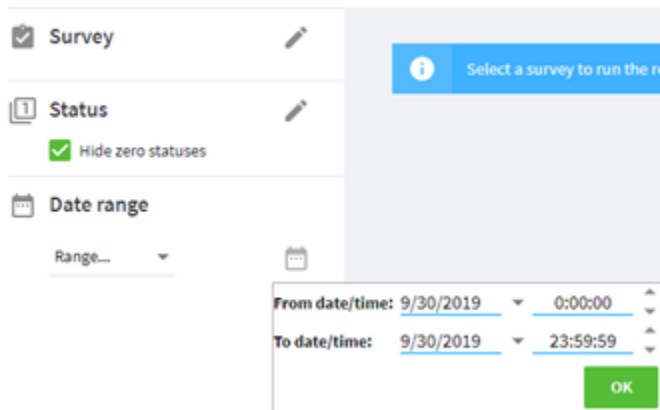 Survey
Select a survey to run the
1
Status
Hide zero statuses
Date range
Range...
From date/time: 9/30/2019 0:00:00
To date/time: 9/30/2019 23:59:59
OK